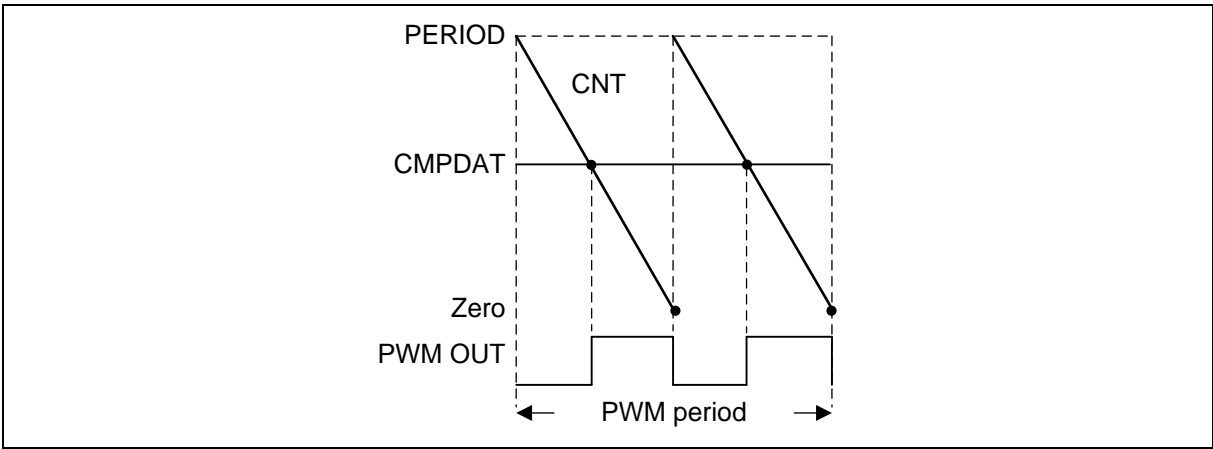 PERIOD
CNT
CMPDAT
Zero
PWM OUT
PWM period